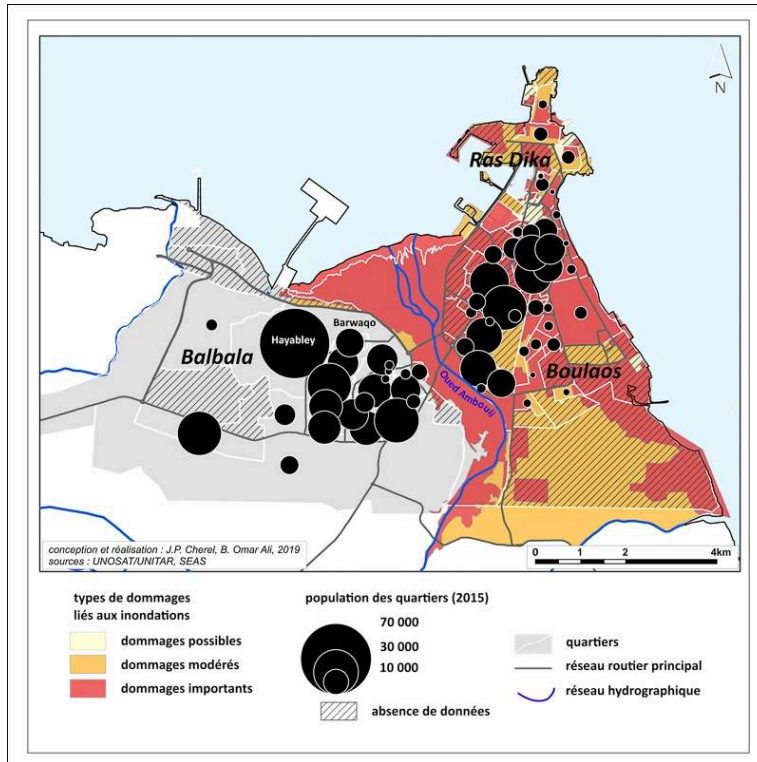 N
Ras Dika
Barwaqo
Hayabley
Balbala
Boulaos
Oued Ambouli
conception et réalisation : J.P. Cherel, B. Omar Ali, 2019
sources : UNOSAT/UNITAR, SEAS
0 1 2 4km
types de dommages
liés aux inondations
dommages possibles
dommages modérés
dommages importants
population des quartiers (2015)
70 000
30 000
10 000
absence de données
quartiers
réseau routier principal
réseau hydrographique